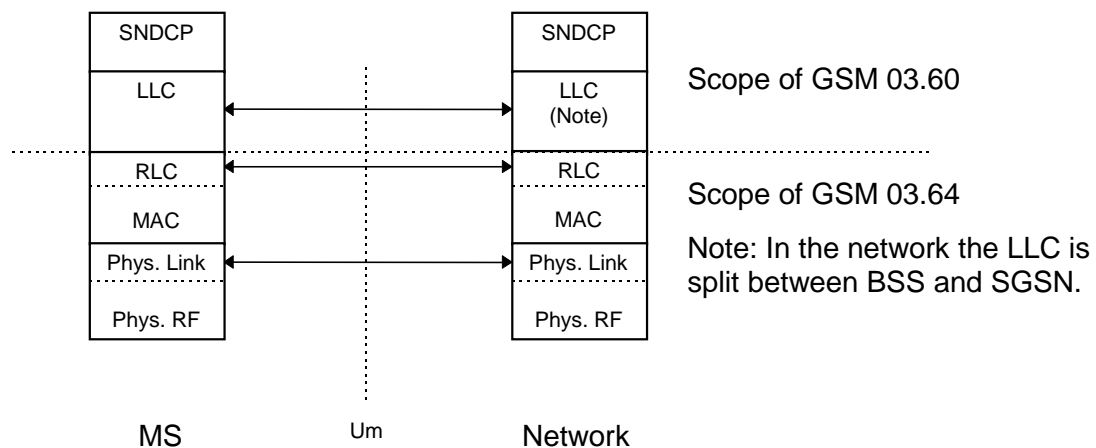 SNDCP
SNDCP
Scope of GSM 03.60
LLC
LLC
(Note)
RLC
RLC
Scope of GSM 03.64
MAC
MAC
Note: In the network the LLC is
split between BSS and SGSN.
Phys. Link
Phys. Link
Phys. RF
Phys. RF
MS
Um
Network